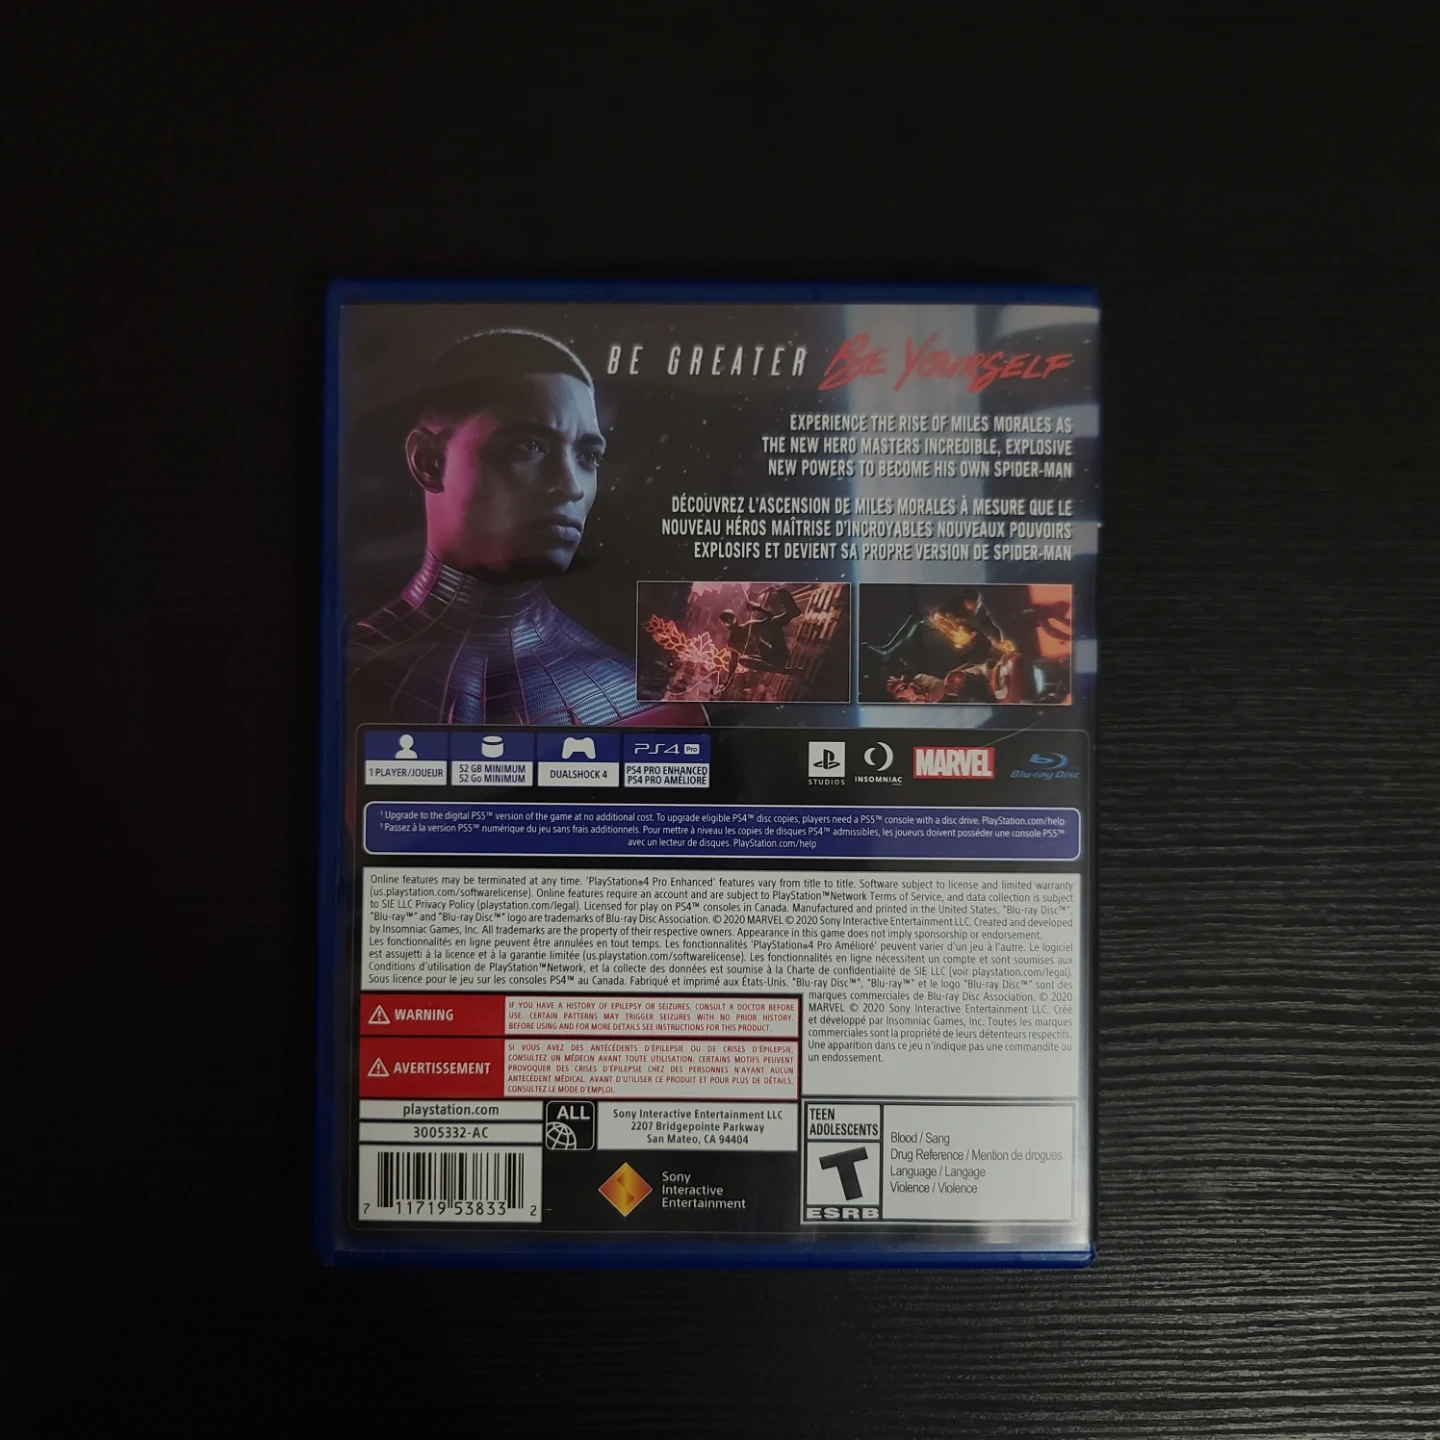 BE GREATER BE YOURSELF
EXPERIENCE THE RISE OF MILES MORALES AS
THE NEW HERO MASTERS INCREDIBLE, EXPLOSIVE
NEW POWERS TO BECOME HIS OWN SPIDER-MAN
DÉCOUVREZ L'ASCENSION DE MILES MORALES À MESURE QUE LE
NOUVEAU HÉROS MAÎTRISE D'INCROYABLES NOUVEAUX POUVOIRS
EXPLOSIFS ET DEVIENT SA PROPRE VERSION DE SPIDER-MAN
1 PLAYER/JOUEUR
52 GB MINIMUM
52 Go MINIMUM
DUALSHOCK 4
PS4 Pro
PS4 PRO ENHANCED
PS4 PRO AMÉLIORÉ
STUDIOS
INSOMNIAC
MARVEL
Blu-ray Disc
¹ Upgrade to the digital PS5™ version of the game at no additional cost. To upgrade eligible PS4™ disc copies, players need a PS5™ console with a disc drive. PlayStation.com/help
¹ Passez à la version PS5™ numérique du jeu sans frais additionnels. Pour mettre à niveau les copies de disques PS4™ admissibles, les joueurs doivent posséder une console PS5™
avec un lecteur de disques. PlayStation.com/help
Online features may be terminated at any time. 'PlayStation®4 Pro Enhanced' features vary from title to title. Software subject to license and limited warranty
(us.playstation.com/softwarelicense). Online features require an account and are subject to PlayStation™Network Terms of Service, and data collection is subject
to SIE LLC Privacy Policy (playstation.com/legal). Licensed for play on PS4™ consoles in Canada. Manufactured and printed in the United States. "Blu-ray Disc™",
"Blu-ray™" and "Blu-ray Disc™" logo are trademarks of Blu-ray Disc Association. © 2020 MARVEL © 2020 Sony Interactive Entertainment LLC. Created and developed
by Insomniac Games, Inc. All trademarks are the property of their respective owners. Appearance in this game does not imply sponsorship or endorsement.
Les fonctionnalités en ligne peuvent être annulées en tout temps. Les fonctionnalités 'PlayStation®4 Pro Amélioré' peuvent varier d'un jeu à l'autre. Le logiciel
est assujetti à la licence et à la garantie limitée (us.playstation.com/softwarelicense). Les fonctionnalités en ligne nécessitent un compte et sont soumises aux
Conditions d'utilisation de PlayStation™Network, et la collecte des données est soumise à la Charte de confidentialité de SIE LLC (voir playstation.com/legal).
Sous licence pour le jeu sur les consoles PS4™ au Canada. Fabriqué et imprimé aux États-Unis. "Blu-ray Disc™", "Blu-ray™" et le logo "Blu-ray Disc™" sont des
marques commerciales de Blu-ray Disc Association. © 2020
MARVEL © 2020 Sony Interactive Entertainment LLC. Créé
et développé par Insomniac Games, Inc. Toutes les marques
commerciales sont la propriété de leurs détenteurs respectifs.
Une apparition dans ce jeu n'indique pas une commandite ou
un endossement.
WARNING
IF YOU HAVE A HISTORY OF EPILEPSY OR SEIZURES, CONSULT A DOCTOR BEFORE
USE. CERTAIN PATTERNS MAY TRIGGER SEIZURES WITH NO PRIOR HISTORY.
BEFORE USING AND FOR MORE DETAILS SEE INSTRUCTIONS FOR THIS PRODUCT.
AVERTISSEMENT
SI VOUS AVEZ DES ANTÉCÉDENTS D'ÉPILEPSIE OU DE CRISES D'ÉPILEPSIE,
CONSULTEZ UN MÉDECIN AVANT TOUTE UTILISATION. CERTAINS MOTIFS PEUVENT
PROVOQUER DES CRISES D'ÉPILEPSIE CHEZ DES PERSONNES N'AYANT AUCUN
ANTÉCÉDENT MÉDICAL. AVANT D'UTILISER CE PRODUIT ET POUR PLUS DE DÉTAILS,
CONSULTEZ LE MODE D'EMPLOI.
playstation.com
3005332-AC
7 11719 53833 2
ALL
Sony Interactive Entertainment LLC
2207 Bridgepointe Parkway
San Mateo, CA 94404
Sony
Interactive
Entertainment
TEEN
ADOLESCENTS
T
ESRB
Blood / Sang
Drug Reference / Mention de drogues
Language / Langage
Violence / Violence